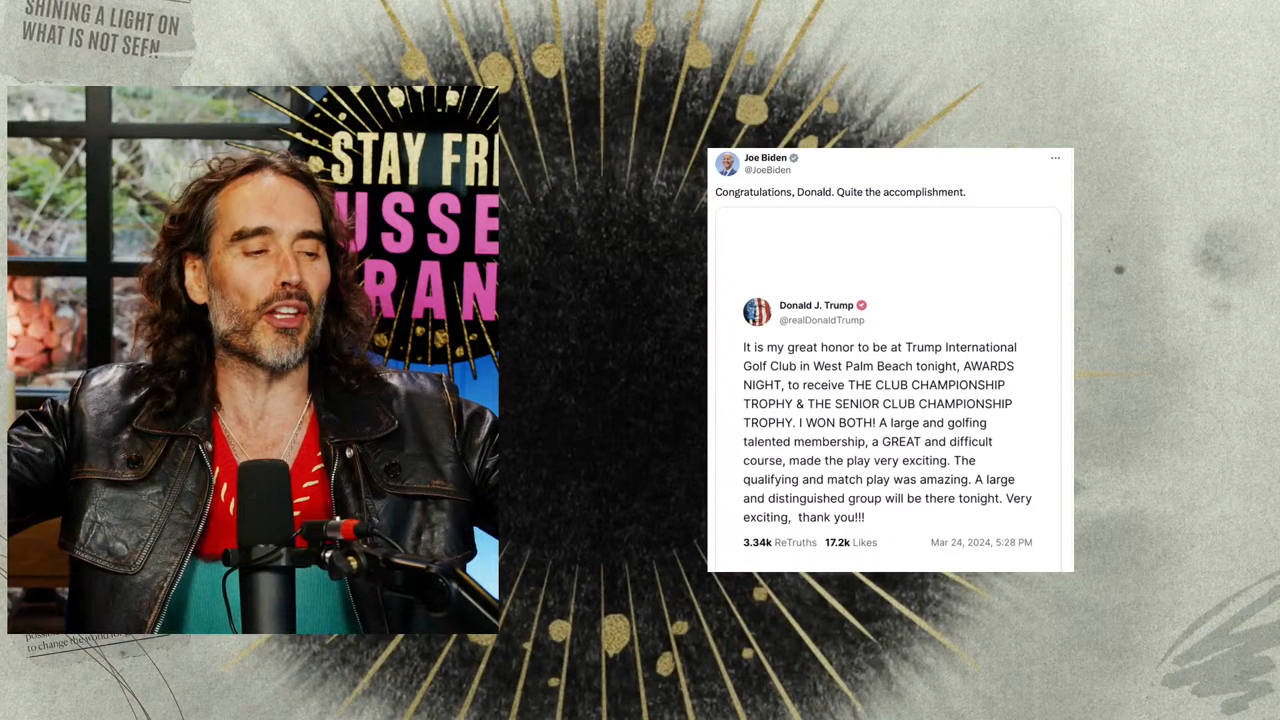 SHINING A LIGHT ON
WHAT IS NOT SEEN
STAY FR
USSE
RAN
to change the world for
Joe Biden
@JoeBiden
Congratulations, Donald. Quite the accomplishment.
Donald J. Trump
@realDonaldTrump
It is my great honor to be at Trump International
Golf Club in West Palm Beach tonight, AWARDS
NIGHT, to receive THE CLUB CHAMPIONSHIP
TROPHY & THE SENIOR CLUB CHAMPIONSHIP
TROPHY. I WON BOTH! A large and golfing
talented membership, a GREAT and difficult
course, made the play very exciting. The
qualifying and match play was amazing. A large
and distinguished group will be there tonight. Very
exciting, thank you!!!
3.34k ReTruths 17.2k Likes Mar 24, 2024, 5:28 PM